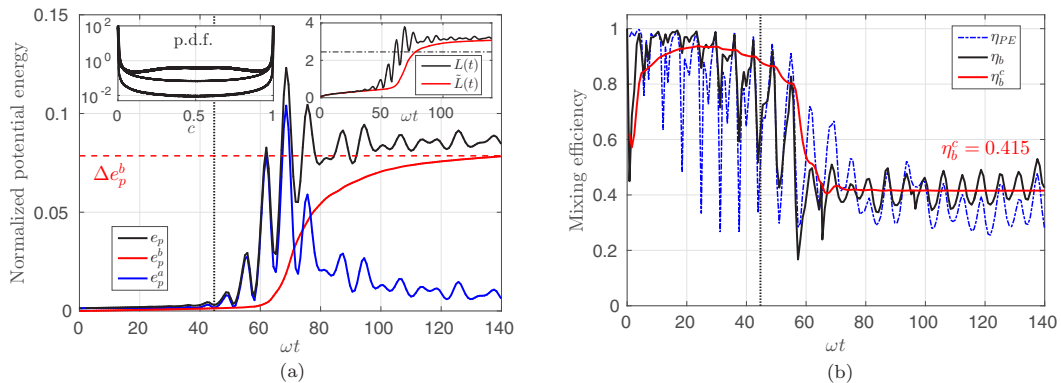 Normalized potential energy
0.15
0.1
0.05
0
0 20 40 60 80 100 120 140
ωt
(a)
10^2
10^0
10^-2
p.d.f.
0 0.5 1
c
4
2
0
0 50 100
ωt
L(t)
L̃(t)
Δe_p^b
e_p
e_p^b
e_p^a
Mixing efficiency
1
0.8
0.6
0.4
0.2
0
0 20 40 60 80 100 120 140
ωt
(b)
η_PE
η_b
η_b^c
η_b^c = 0.415